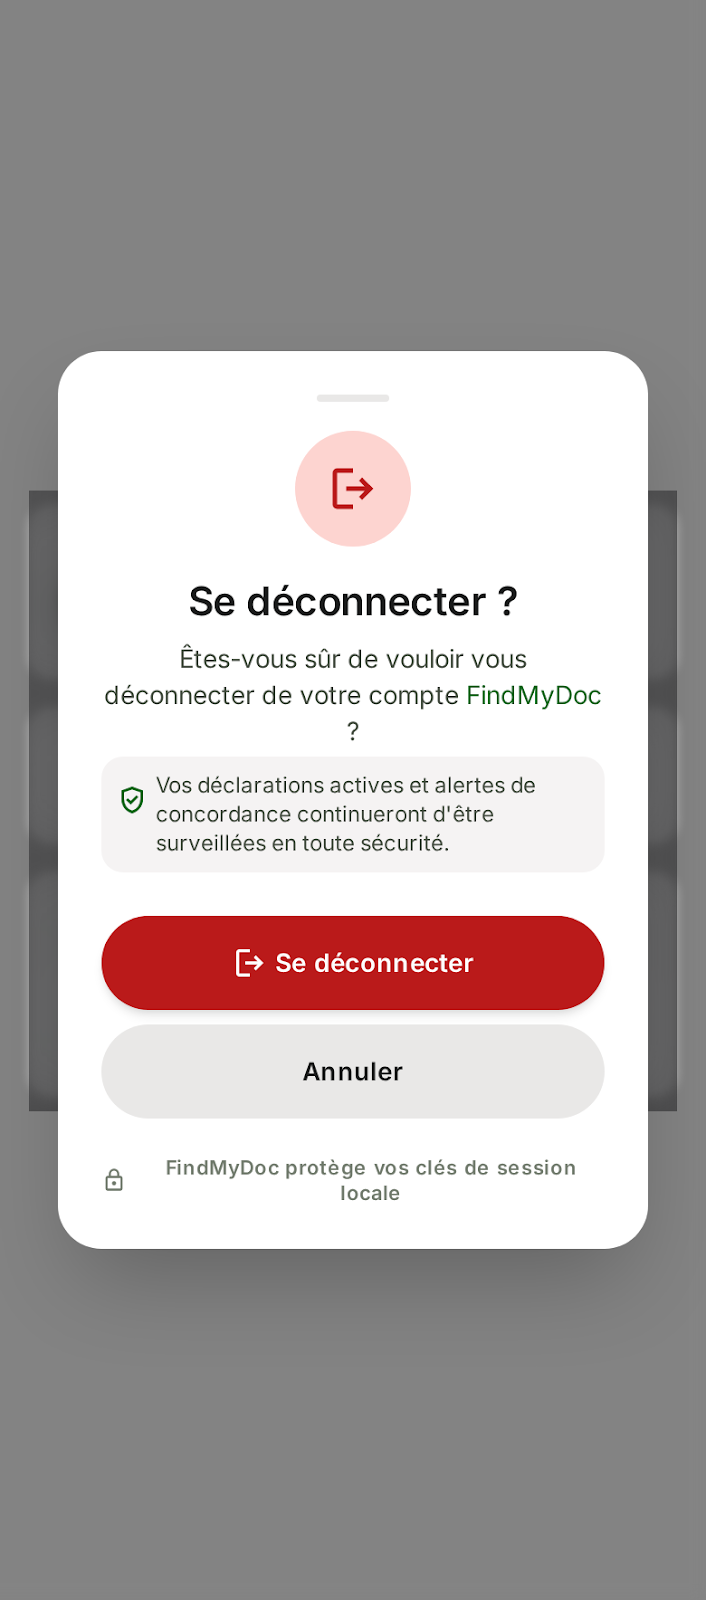 Se déconnecter ?
Êtes-vous sûr de vouloir vous
déconnecter de votre compte FindMyDoc
?
Vos déclarations actives et alertes de
concordance continueront d'être
surveillées en toute sécurité.
Se déconnecter
Annuler
FindMyDoc protège vos clés de session
locale